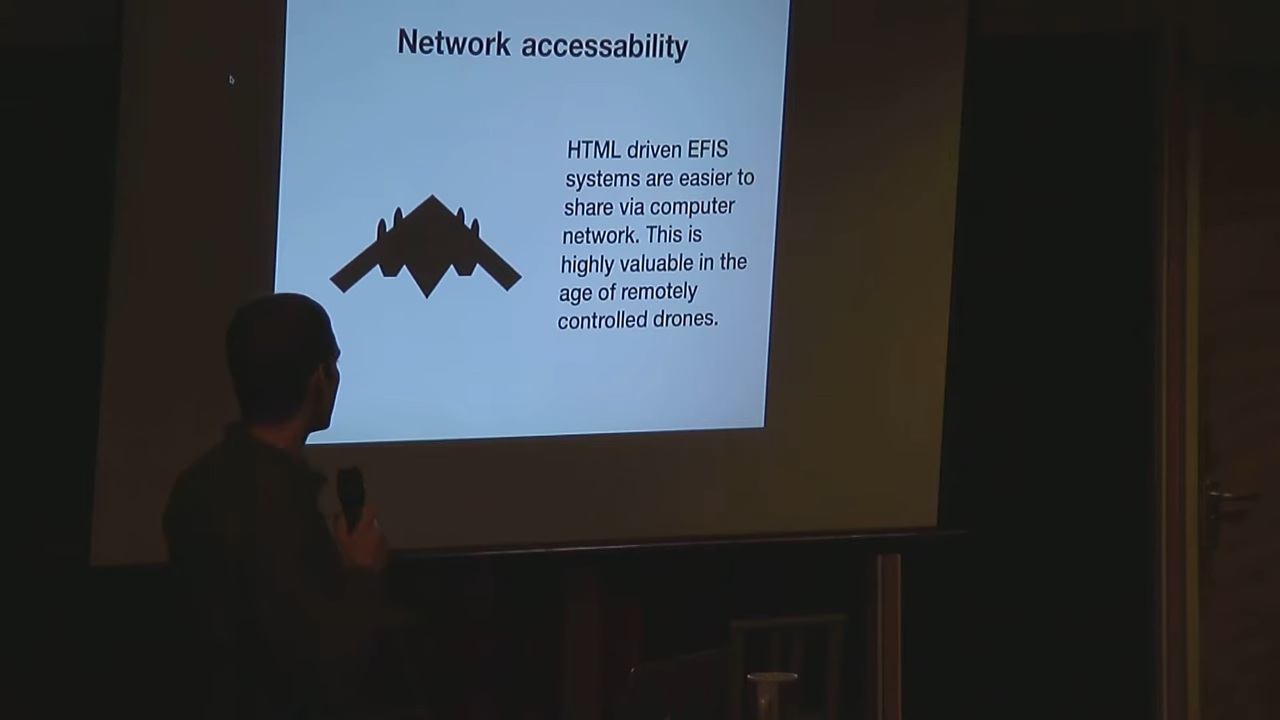 Network accessability
HTML driven EFIS
systems are easier to
share via computer
network. This is
highly valuable in the
age of remotely
controlled drones.